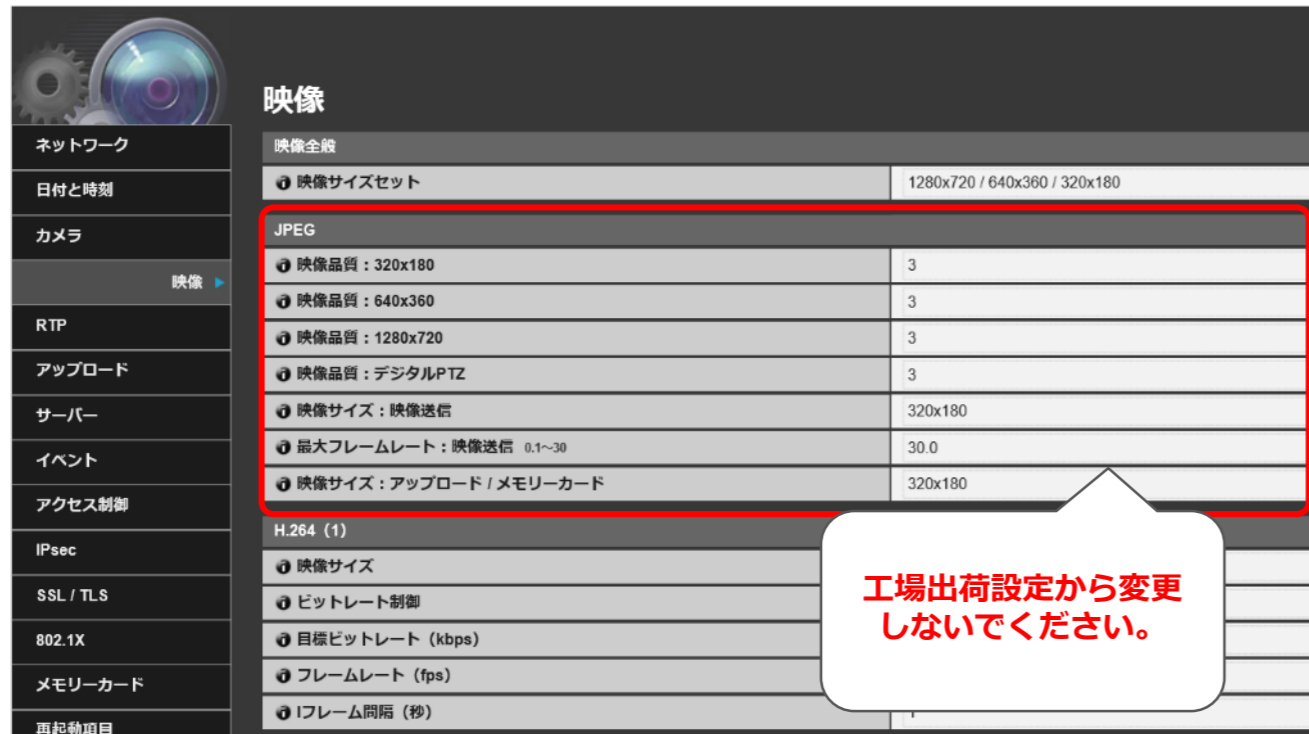 映像
ネットワーク
日付と時刻
カメラ
映像
RTP
アップロード
サーバー
イベント
アクセス制御
IPsec
SSL / TLS
802.1X
メモリーカード
再起動項目
映像全般
映像サイズセット 1280x720 / 640x360 / 320x180
JPEG
映像品質：320x180 3
映像品質：640x360 3
映像品質：1280x720 3
映像品質：デジタルPTZ 3
映像サイズ：映像送信 320x180
最大フレームレート：映像送信 0.1～30 30.0
映像サイズ：アップロード / メモリーカード 320x180
H.264（1）
映像サイズ
ビットレート制御
目標ビットレート（kbps）
フレームレート（fps）
Iフレーム間隔（秒） 1
工場出荷設定から変更
しないでください。